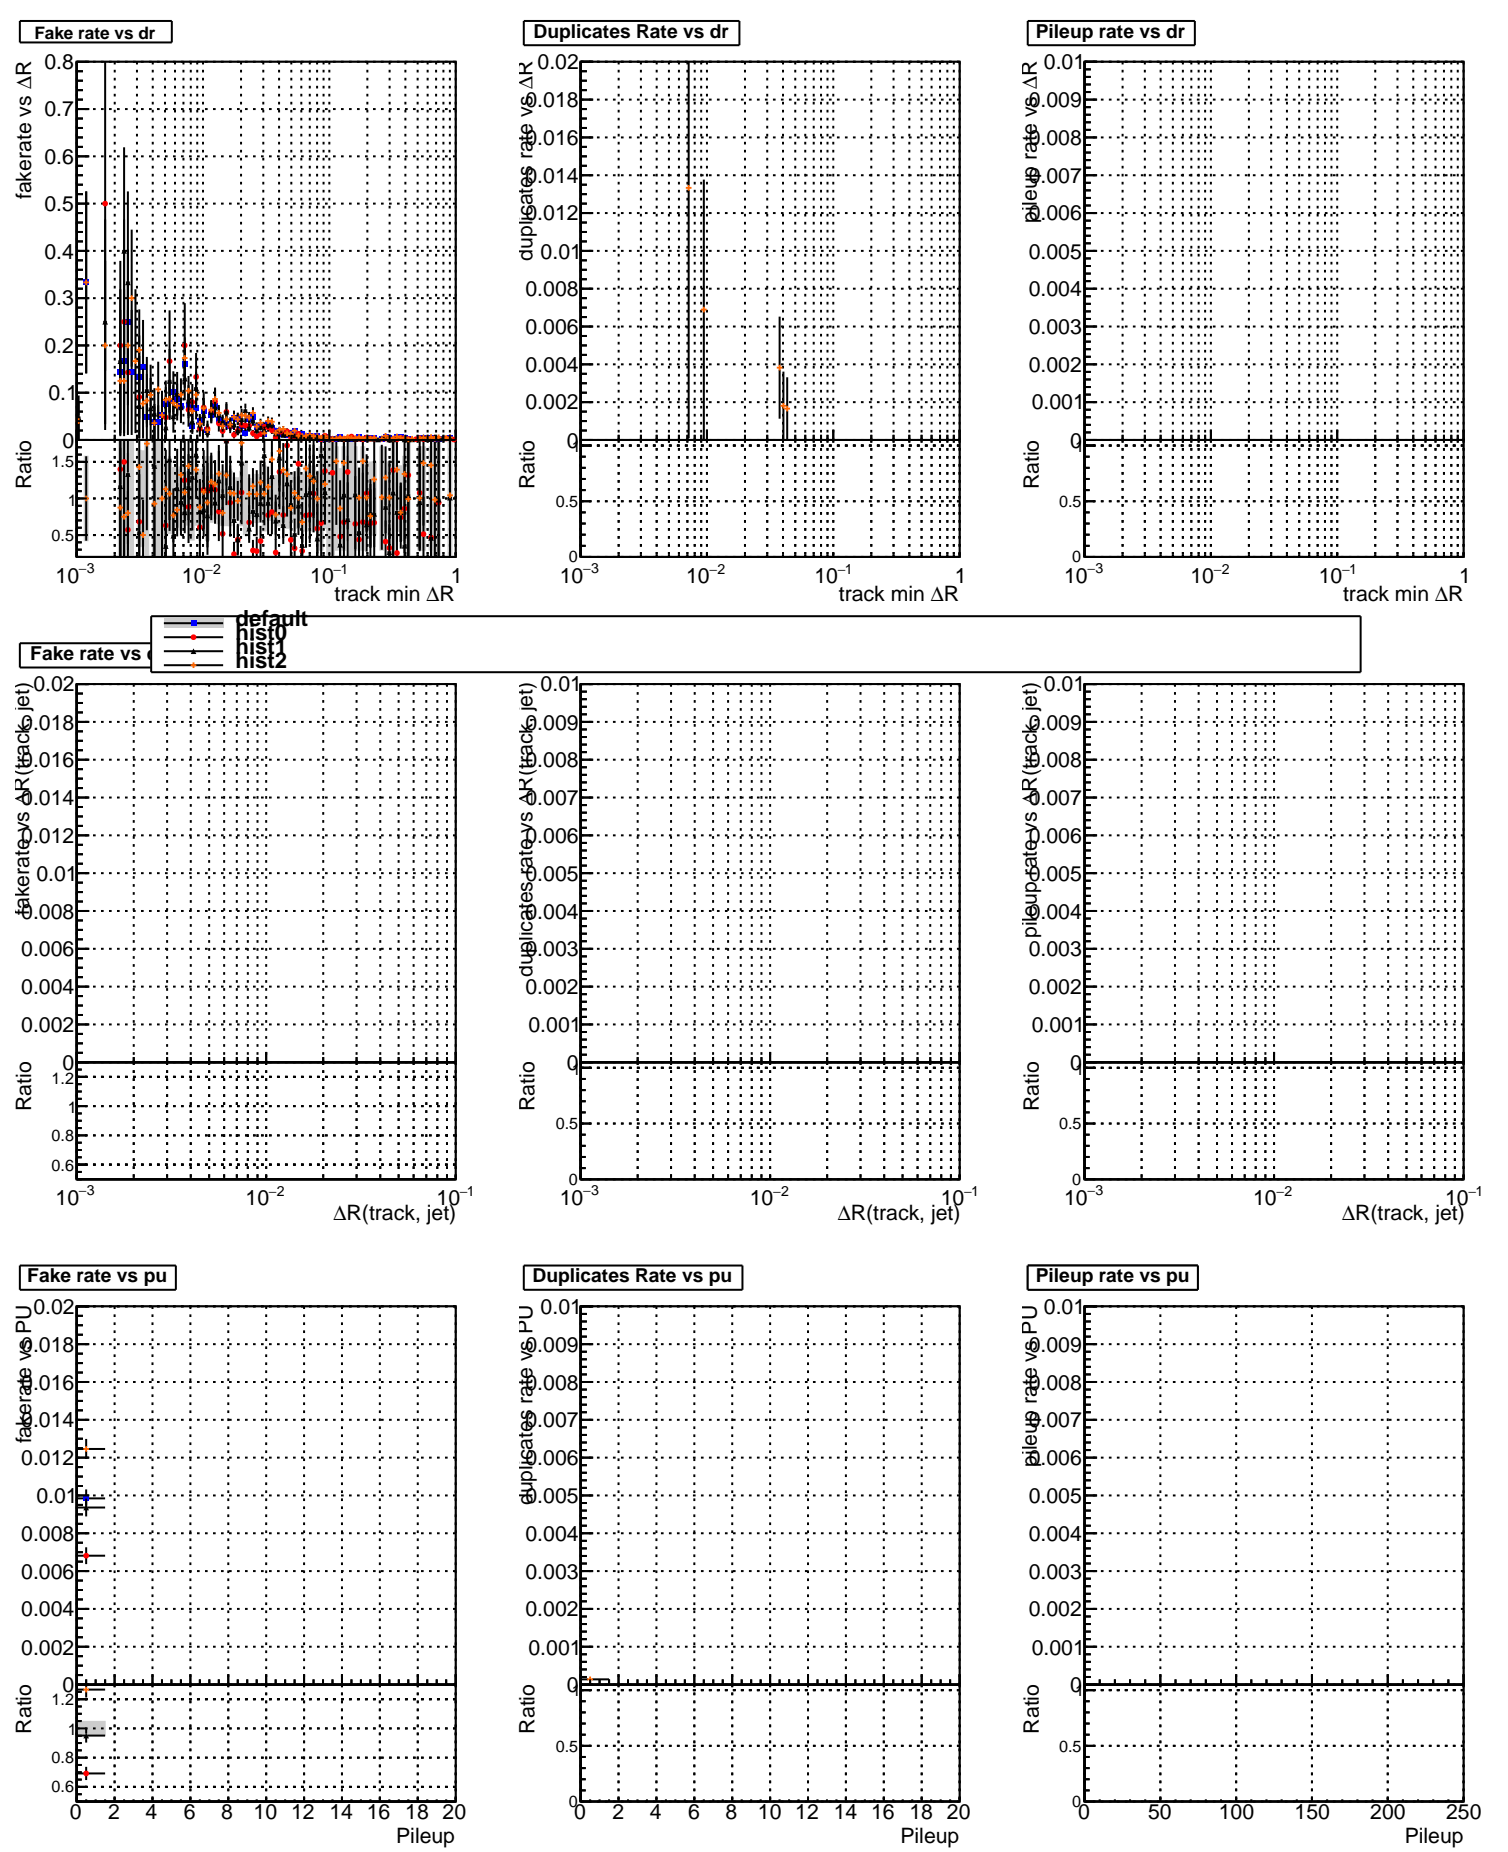 Fake rate vs dr
Duplicates Rate vs dr
Pileup rate vs dr
fakerate vs ΔR
0.8
0.7
0.6
0.5
0.4
0.3
0.2
0.1
0
Ratio
1.5
1
0.5
10⁻³ 10⁻² 10⁻¹ 1
track min ΔR
duplicates rate vs ΔR
0.02
0.018
0.016
0.014
0.012
0.01
0.008
0.006
0.004
0.002
0
Ratio
1
0.5
0
10⁻³ 10⁻² 10⁻¹ 1
track min ΔR
pileup rate vs ΔR
0.01
0.009
0.008
0.007
0.006
0.005
0.004
0.003
0.002
0.001
0
Ratio
1
0.5
0
10⁻³ 10⁻² 10⁻¹ 1
track min ΔR
default
hist0
hist1
hist2
Fake rate vs
fakerate vs ΔR(track, jet)
0.02
0.018
0.016
0.014
0.012
0.01
0.008
0.006
0.004
0.002
0
Ratio
1.2
1
0.8
0.6
10⁻³ 10⁻² 10⁻¹
ΔR(track, jet)
duplicates rate vs ΔR(track, jet)
0.01
0.009
0.008
0.007
0.006
0.005
0.004
0.003
0.002
0.001
0
Ratio
1
0.5
0
10⁻³ 10⁻² 10⁻¹
ΔR(track, jet)
pileup rate vs ΔR(track, jet)
0.01
0.009
0.008
0.007
0.006
0.005
0.004
0.003
0.002
0.001
0
Ratio
1
0.5
0
10⁻³ 10⁻² 10⁻¹
ΔR(track, jet)
Fake rate vs pu
Duplicates Rate vs pu
Pileup rate vs pu
fakerate vs PU
0.02
0.018
0.016
0.014
0.012
0.01
0.008
0.006
0.004
0.002
0
Ratio
1.2
1
0.8
0.6
0 2 4 6 8 10 12 14 16 18 20
Pileup
duplicates rate vs PU
0.01
0.009
0.008
0.007
0.006
0.005
0.004
0.003
0.002
0.001
0
Ratio
1
0.5
0
0 2 4 6 8 10 12 14 16 18 20
Pileup
pileup rate vs PU
0.01
0.009
0.008
0.007
0.006
0.005
0.004
0.003
0.002
0.001
0
Ratio
1
0.5
0
0 50 100 150 200 250
Pileup